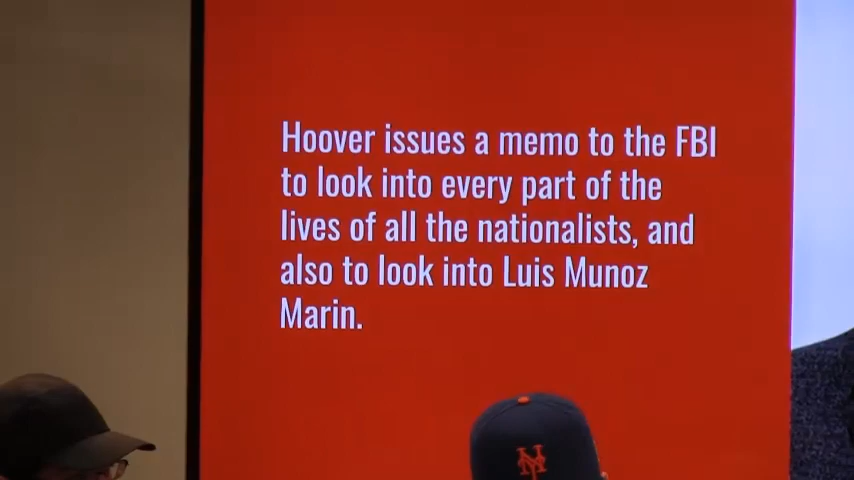 Hoover issues a memo to the FBI
to look into every part of the
lives of all the nationalists, and
also to look into Luis Munoz
Marin.
NY